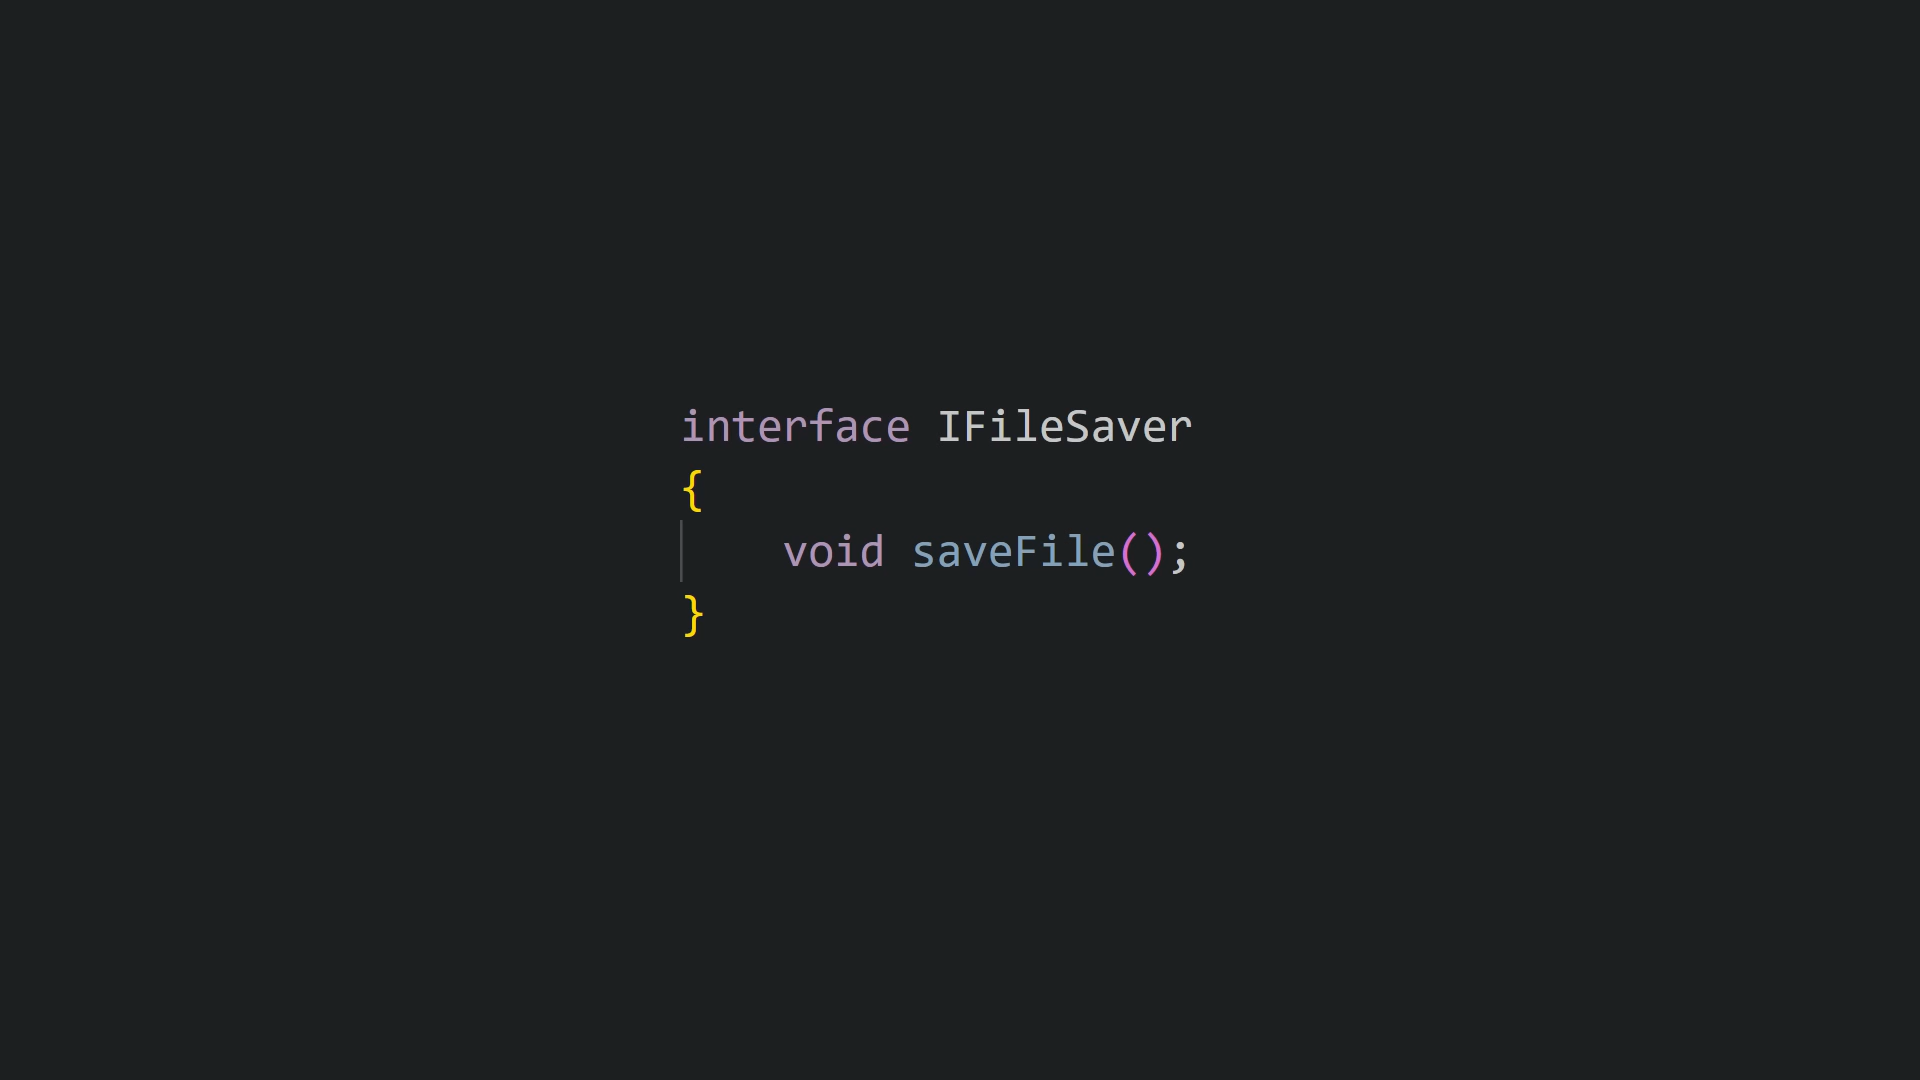 interface IFileSaver
{
    void saveFile();
}